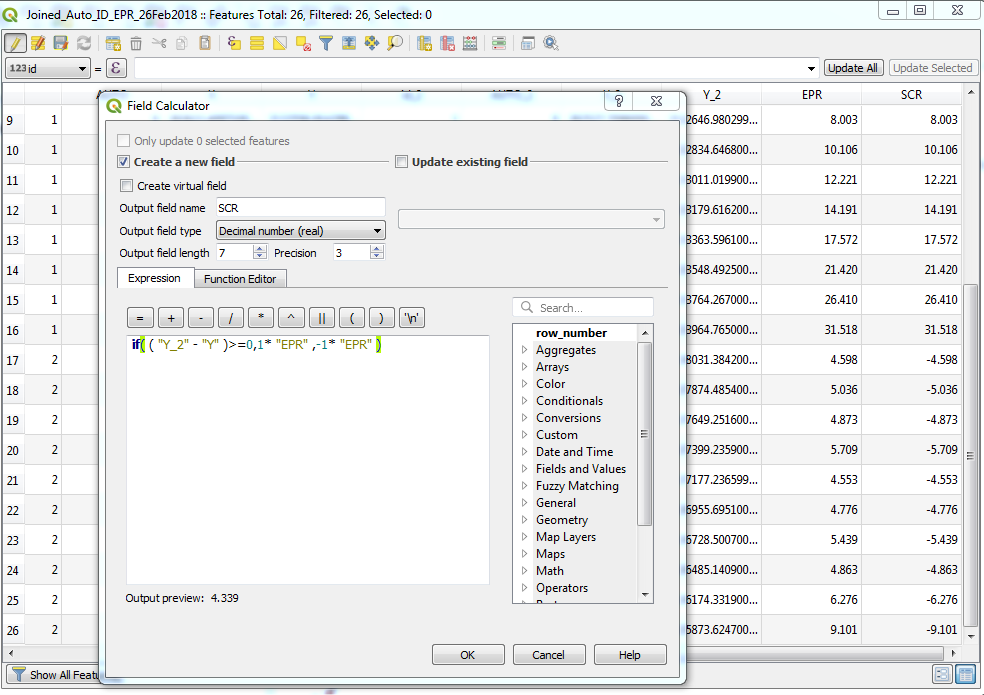 Joined_Auto_ID_EPR_26Feb2018 :: Features Total: 26, Filtered: 26, Selected: 0
123 id = ε Update All Update Selected
Y_2 EPR SCR
Field Calculator
Only update 0 selected features
Create a new field Update existing field
Create virtual field
Output field name SCR
Output field type Decimal number (real)
Output field length 7 Precision 3
Expression Function Editor
= + - / * ^ || ( ) '\n'
if( ( "Y_2" - "Y" )>=0,1* "EPR" ,-1* "EPR" )
Output preview: 4.339
Search...
row_number
Aggregates
Arrays
Color
Conditionals
Conversions
Custom
Date and Time
Fields and Values
Fuzzy Matching
General
Geometry
Map Layers
Maps
Math
Operators
OK Cancel Help
9 1 2646.980299... 8.003 8.003
10 1 2834.646800... 10.106 10.106
11 1 3011.019900... 12.221 12.221
12 1 3179.616200... 14.191 14.191
13 1 3363.596100... 17.572 17.572
14 1 3548.492500... 21.420 21.420
15 1 3764.267000... 26.410 26.410
16 1 3964.765000... 31.518 31.518
17 2 8031.384200... 4.598 -4.598
18 2 7874.485400... 5.036 -5.036
19 2 7649.251600... 4.873 -4.873
20 2 7399.235900... 5.709 -5.709
21 2 7177.236599... 4.553 -4.553
22 2 6955.695100... 4.776 -4.776
23 2 6728.500700... 5.439 -5.439
24 2 6485.140900... 4.863 -4.863
25 2 6174.331900... 6.276 -6.276
26 2 5873.624700... 9.101 -9.101
Show All Featu